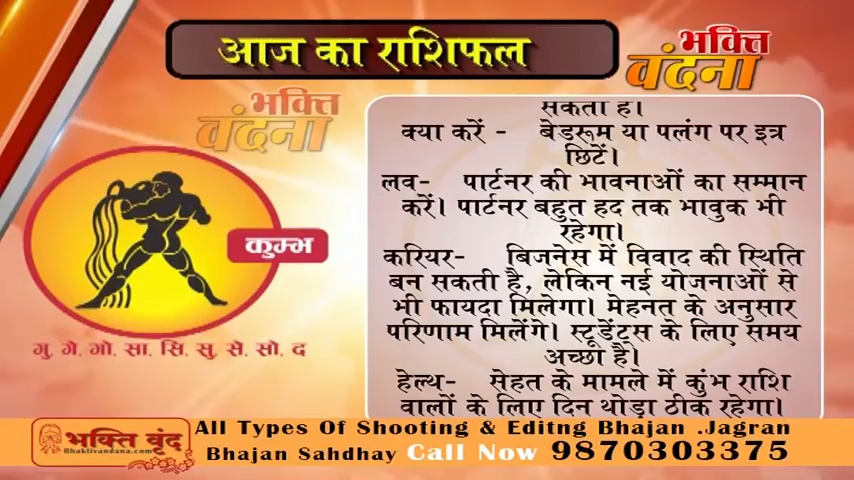 आज का राशिफल
भक्ति
वंदना
भक्ति
वंदना
सकता है।
क्या करें - बेडरूम या पलंग पर इत्र
छिटें।
लव- पार्टनर की भावनाओं का सम्मान
करें। पार्टनर बहुत हद तक भावुक भी
रहेगा।
करियर- बिजनेस में विवाद की स्थिति
बन सकती है, लेकिन नई योजनाओं से
भी फायदा मिलेगा। मेहनत के अनुसार
परिणाम मिलेंगे। स्टूडेंट्स के लिए समय
अच्छा है।
हेल्थ- सेहत के मामले में कुंभ राशि
वालों के लिए दिन थोड़ा ठीक रहेगा।
कुम्भ
गु. गे. गो. सा. सि. सु. से. सो. द
भक्ति वृंद
Bhaktivandana.com
All Types Of Shooting & Editng Bhajan .Jagran
Bhajan Sahdhay Call Now 9870303375